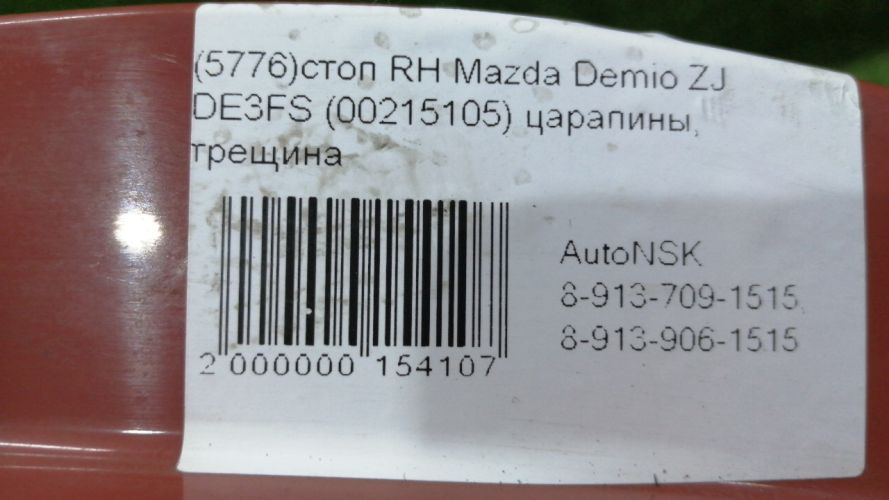 (5776)стоп RH Mazda Demio ZJ
DE3FS (00215105) царапины,
трещина
AutoNSK
8-913-709-1515
8-913-906-1515
2 000000 154107